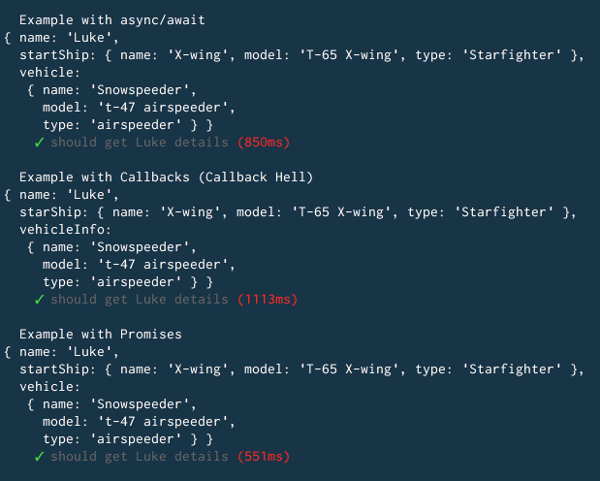 Example with async/await
{ name: 'Luke',
startShip: { name: 'X-wing', model: 'T-65 X-wing', type: 'Starfighter' },
vehicle:
{ name: 'Snowspeeder',
model: 't-47 airspeeder',
type: 'airspeeder' } }
✓ should get Luke details (850ms)
Example with Callbacks (Callback Hell)
{ name: 'Luke',
starShip: { name: 'X-wing', model: 'T-65 X-wing', type: 'Starfighter' },
vehicleInfo:
{ name: 'Snowspeeder',
model: 't-47 airspeeder',
type: 'airspeeder' } }
✓ should get Luke details (1113ms)
Example with Promises
{ name: 'Luke',
startShip: { name: 'X-wing', model: 'T-65 X-wing', type: 'Starfighter' },
vehicle:
{ name: 'Snowspeeder',
model: 't-47 airspeeder',
type: 'airspeeder' } }
✓ should get Luke details (551ms)